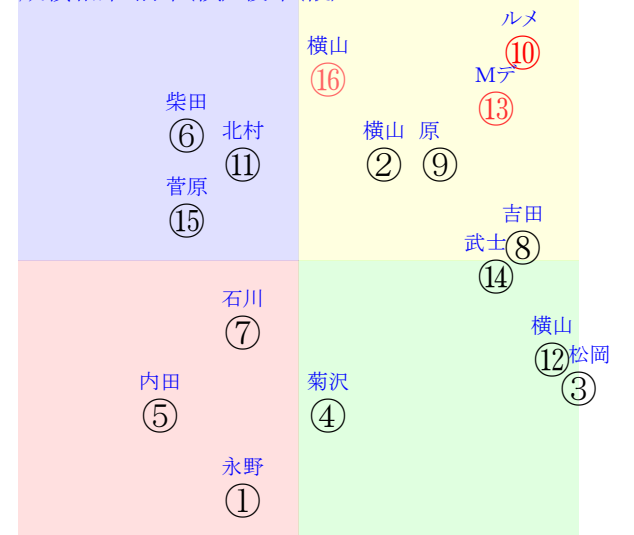 ルメ
⑩
横山
⑯
Mデ
⑬
柴田
⑥
北村
⑪
横山
②
原
⑨
菅原
⑮
吉田
⑧
武士
⑭
石川
⑦
横山
⑫
松岡
③
内田
⑤
菊沢
④
永野
①